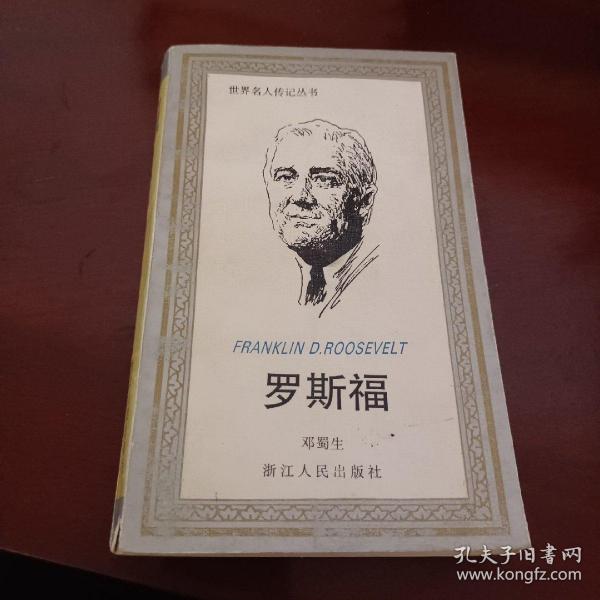 世界名人传记丛书
FRANKLIN D.ROOSEVELT
罗斯福
邓蜀生
浙江人民出版社
孔夫子旧书网
www.kongfz.com